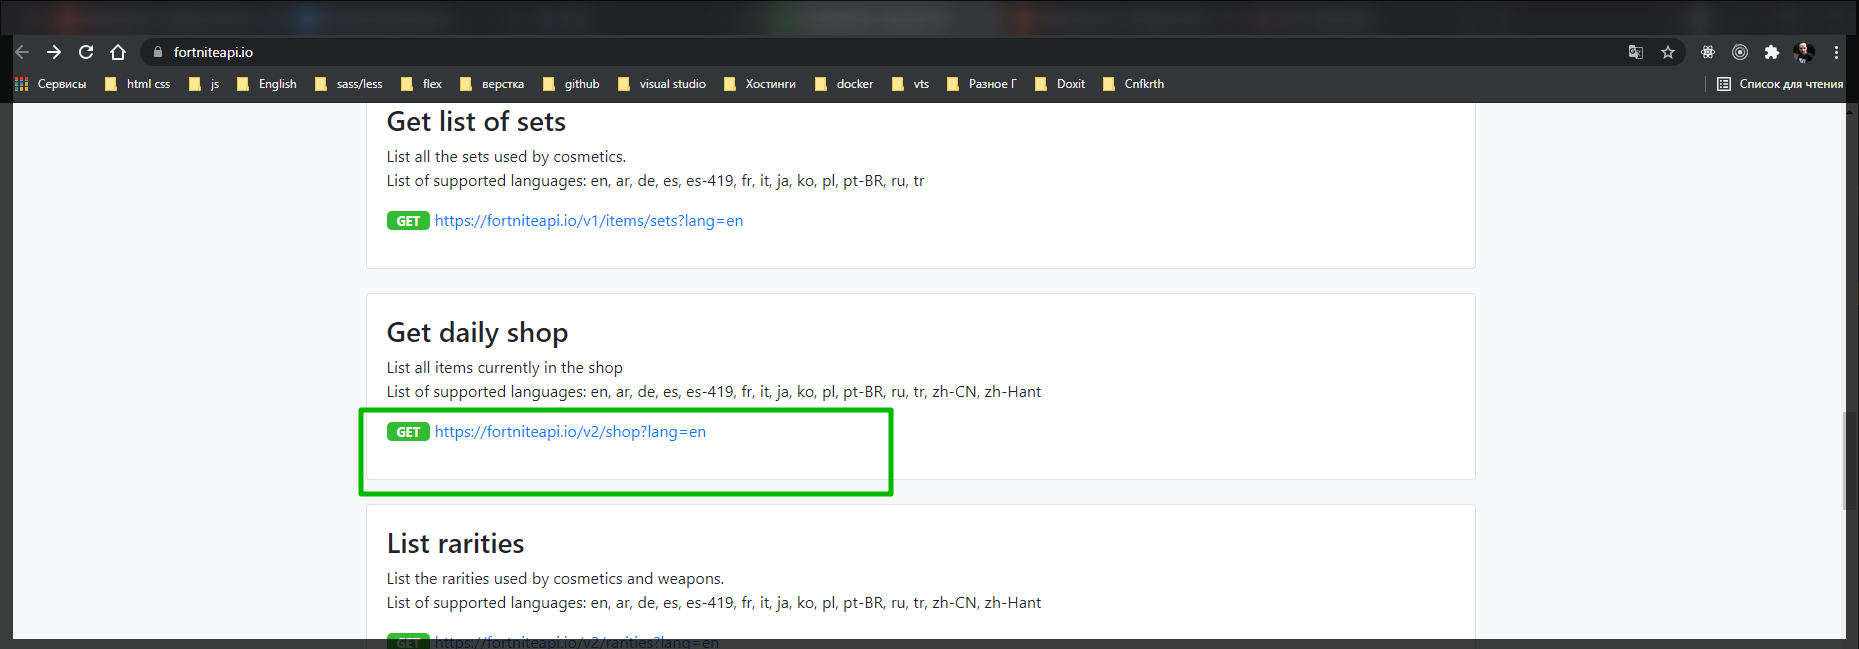 fortniteapi.io
Сервисы html css js English sass/less flex верстка github visual studio Хостинги docker vts Разное Г Doxit Cnfkrth Список для чтения
Get list of sets
List all the sets used by cosmetics.
List of supported languages: en, ar, de, es, es-419, fr, it, ja, ko, pl, pt-BR, ru, tr
GET https://fortniteapi.io/v1/items/sets?lang=en
Get daily shop
List all items currently in the shop
List of supported languages: en, ar, de, es, es-419, fr, it, ja, ko, pl, pt-BR, ru, tr, zh-CN, zh-Hant
GET https://fortniteapi.io/v2/shop?lang=en
List rarities
List the rarities used by cosmetics and weapons.
List of supported languages: en, ar, de, es, es-419, fr, it, ja, ko, pl, pt-BR, ru, tr, zh-CN, zh-Hant
GET https://fortniteapi.io/v2/rarities?lang=en